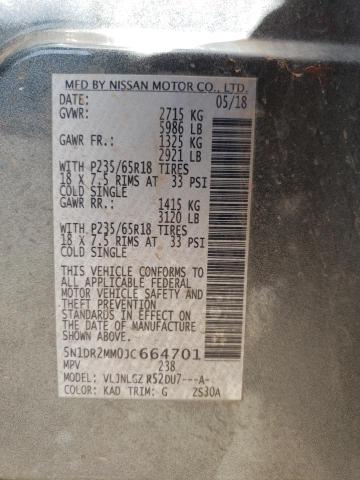 MFD BY NISSAN MOTOR CO., LTD.
DATE: 05/18
GVWR: 2715 KG
5986 LB
GAWR FR.: 1325 KG
2921 LB
WITH P235/65R18 TIRES
18 X 7.5 RIMS AT 33 PSI
COLD SINGLE
GAWR RR.: 1415 KG
3120 LB
WITH P235/65R18 TIRES
18 X 7.5 RIMS AT 33 PSI
COLD SINGLE
THIS VEHICLE CONFORMS TO
ALL APPLICABLE FEDERAL
MOTOR VEHICLE SAFETY AND
THEFT PREVENTION
STANDARDS IN EFFECT ON
THE DATE OF MANUFACTURE
SHOWN ABOVE.
5N1DR2MM0JC664701
MPV 238
MODEL: VLJNLGZ R52DU7---A-
COLOR: KAD TRIM: G ZS30A